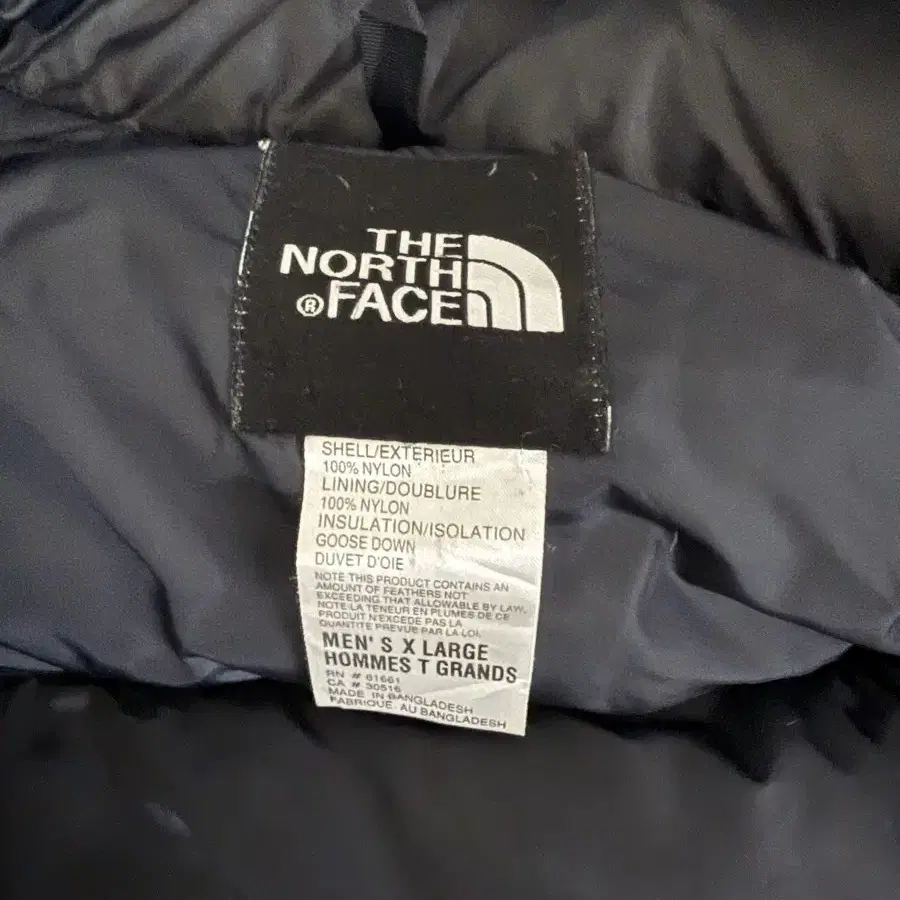 THE
NORTH
® FACE
SHELL/EXTERIEUR
100% NYLON
LINING/DOUBLURE
100% NYLON
INSULATION/ISOLATION
GOOSE DOWN
DUVET D'OIE
NOTE THIS PRODUCT CONTAINS AN
AMOUNT OF FEATHERS NOT
EXCEEDING THAT ALLOWABLE BY LAW.
NOTE:LA TENEUR EN PLUMES DE CE
PRODUIT N'EXCEDE PAS LA
QUANTITE PREVUE PAR LA LOI.
MEN' S X LARGE
HOMMES T GRANDS
RN # 61661
CA # 30516
MADE IN BANGLADESH
FABRIQUE AU BANGLADESH